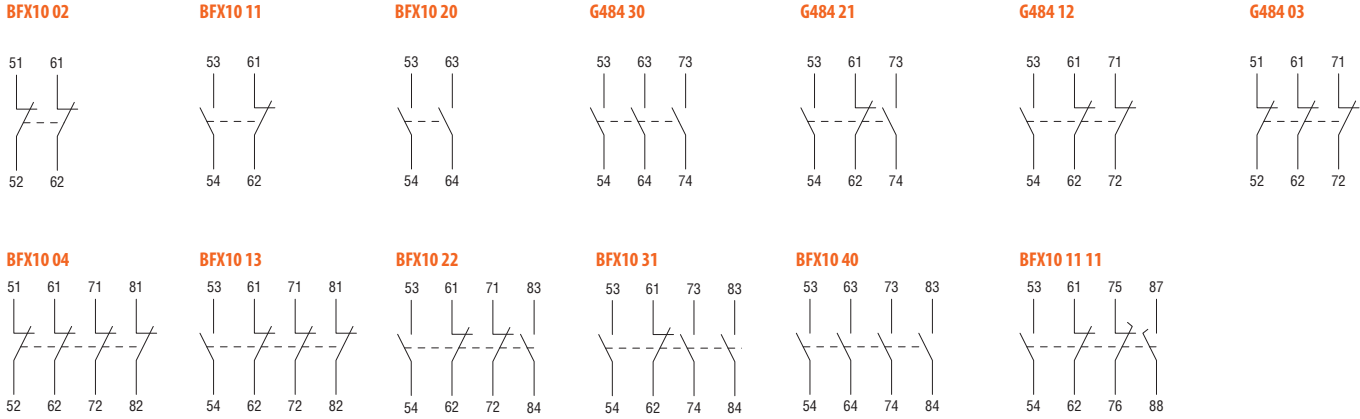 BFX10 02 BFX10 11 BFX10 20 G484 30 G484 21 G484 12 G484 03
51 61 53 61 53 63 53 63 73 53 61 73 53 61 71 51 61 71
52 62 54 62 54 64 54 64 74 54 62 74 54 62 72 52 62 72
BFX10 04 BFX10 13 BFX10 22 BFX10 31 BFX10 40 BFX10 11 11
51 61 71 81 53 61 71 81 53 61 71 83 53 61 73 83 53 63 73 83 53 61 75 87
52 62 72 82 54 62 72 82 54 62 72 84 54 62 74 84 54 64 74 84 54 62 76 88